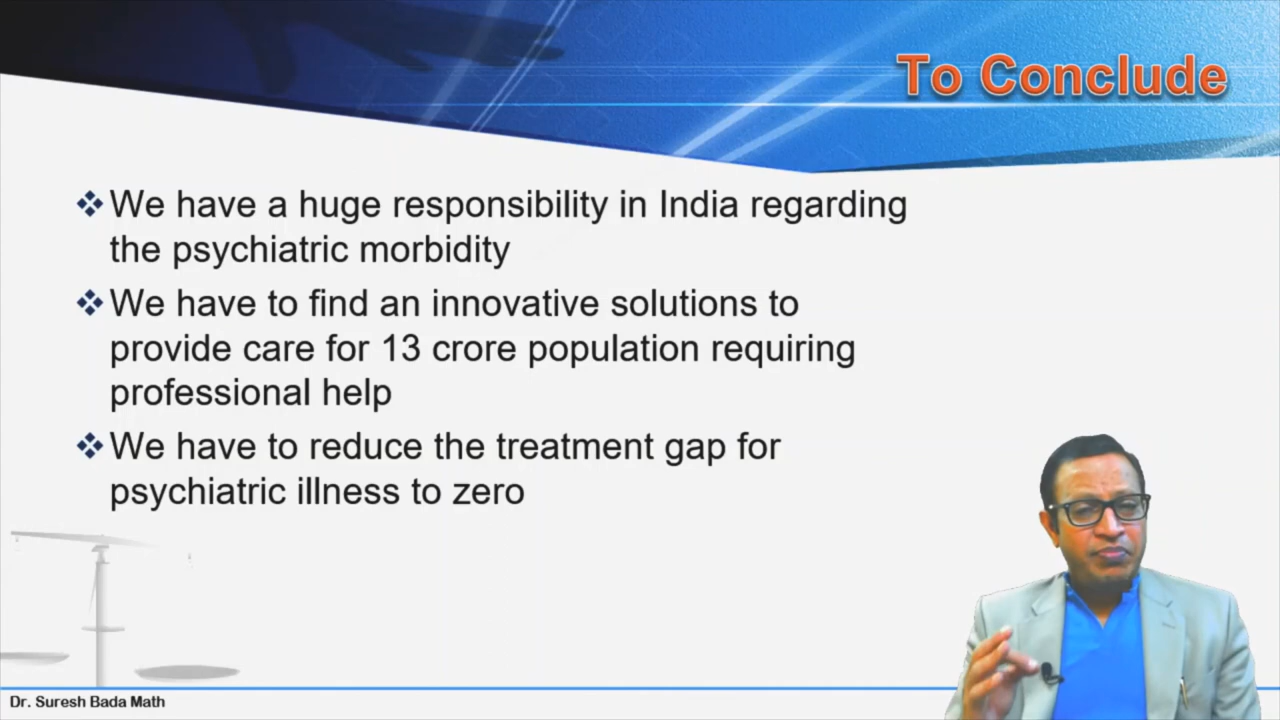 To Conclude
We have a huge responsibility in India regarding
the psychiatric morbidity
We have to find an innovative solutions to
provide care for 13 crore population requiring
professional help
We have to reduce the treatment gap for
psychiatric illness to zero
Dr. Suresh Bada Math